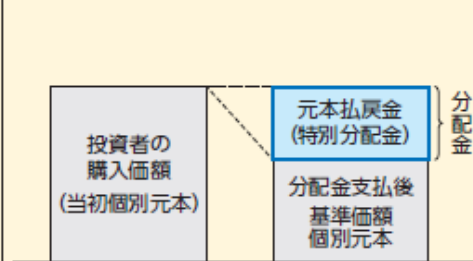 投資者の
購入価額
(当初個別元本)
元本払戻金
(特別分配金)
分配金
分配金支払後
基準価額
個別元本